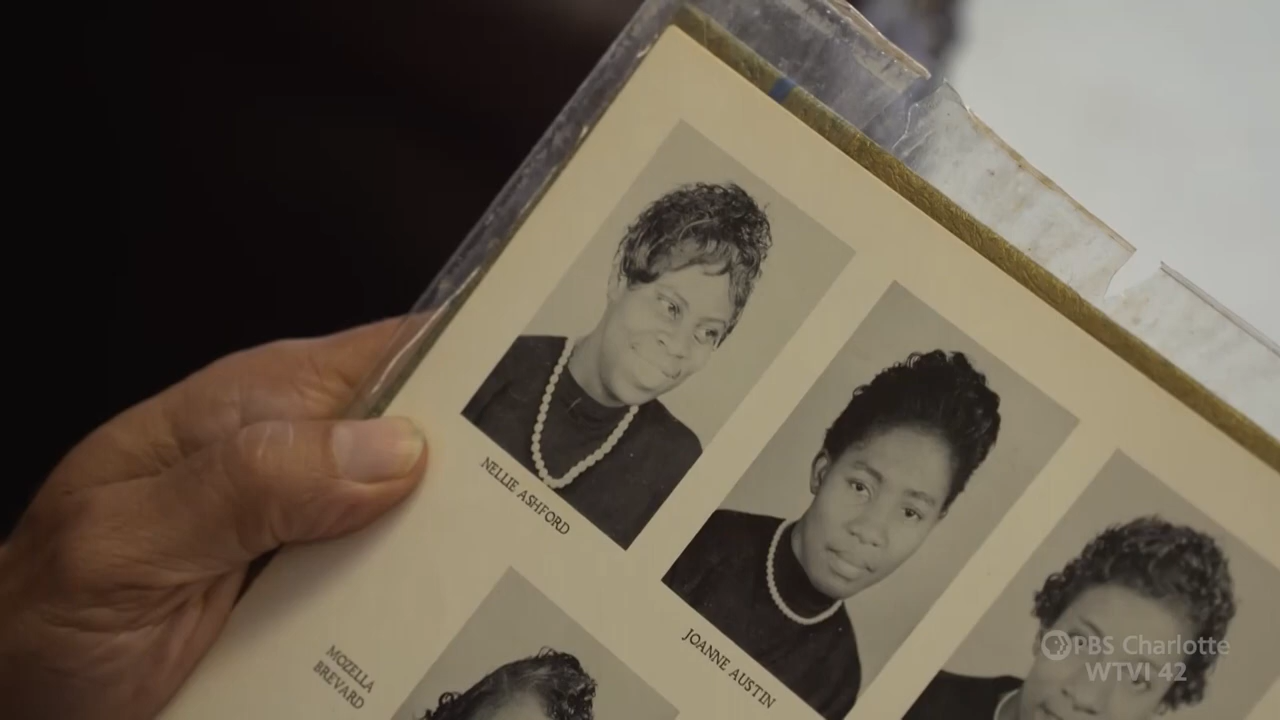 NELLIE ASHFORD
JOANNE AUSTIN
MOZELLA
BREVARD
PBS Charlotte
WTVI 42